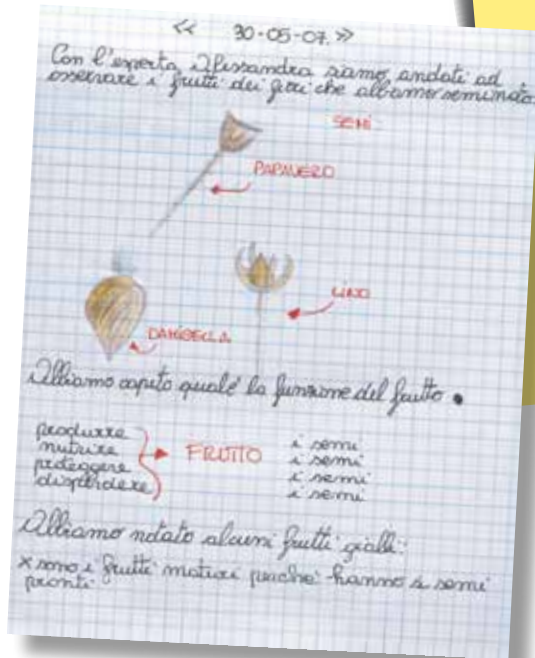 << 30-05-07. >>
Con l'esperta Alessandra siamo andati ad
osservare i frutti dei fiori che abbiamo seminato.
SEMI:
PAPAVERO
LINO
DAMIGELLA
Abbiamo capito qual'è la funzione del frutto.
produrre
nutrire
proteggere
disperdere
FRUTTO
i semi
i semi
i semi
i semi
Abbiamo notato alcuni frutti gialli:
x sono i frutti maturi perché hanno i semi
pronti